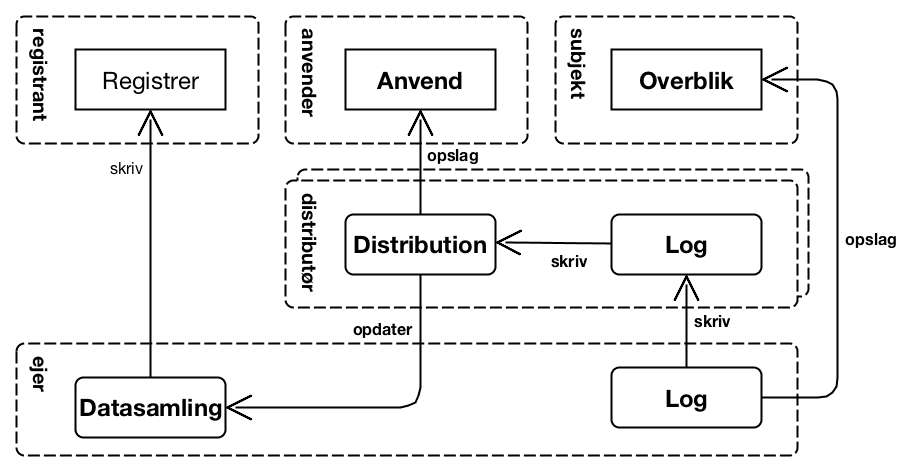 registrant
Registrer
anvender
Anvend
subjekt
Overblik
skriv
opslag
distributør
Distribution
Log
skriv
opslag
opdater
skriv
ejer
Datasamling
Log